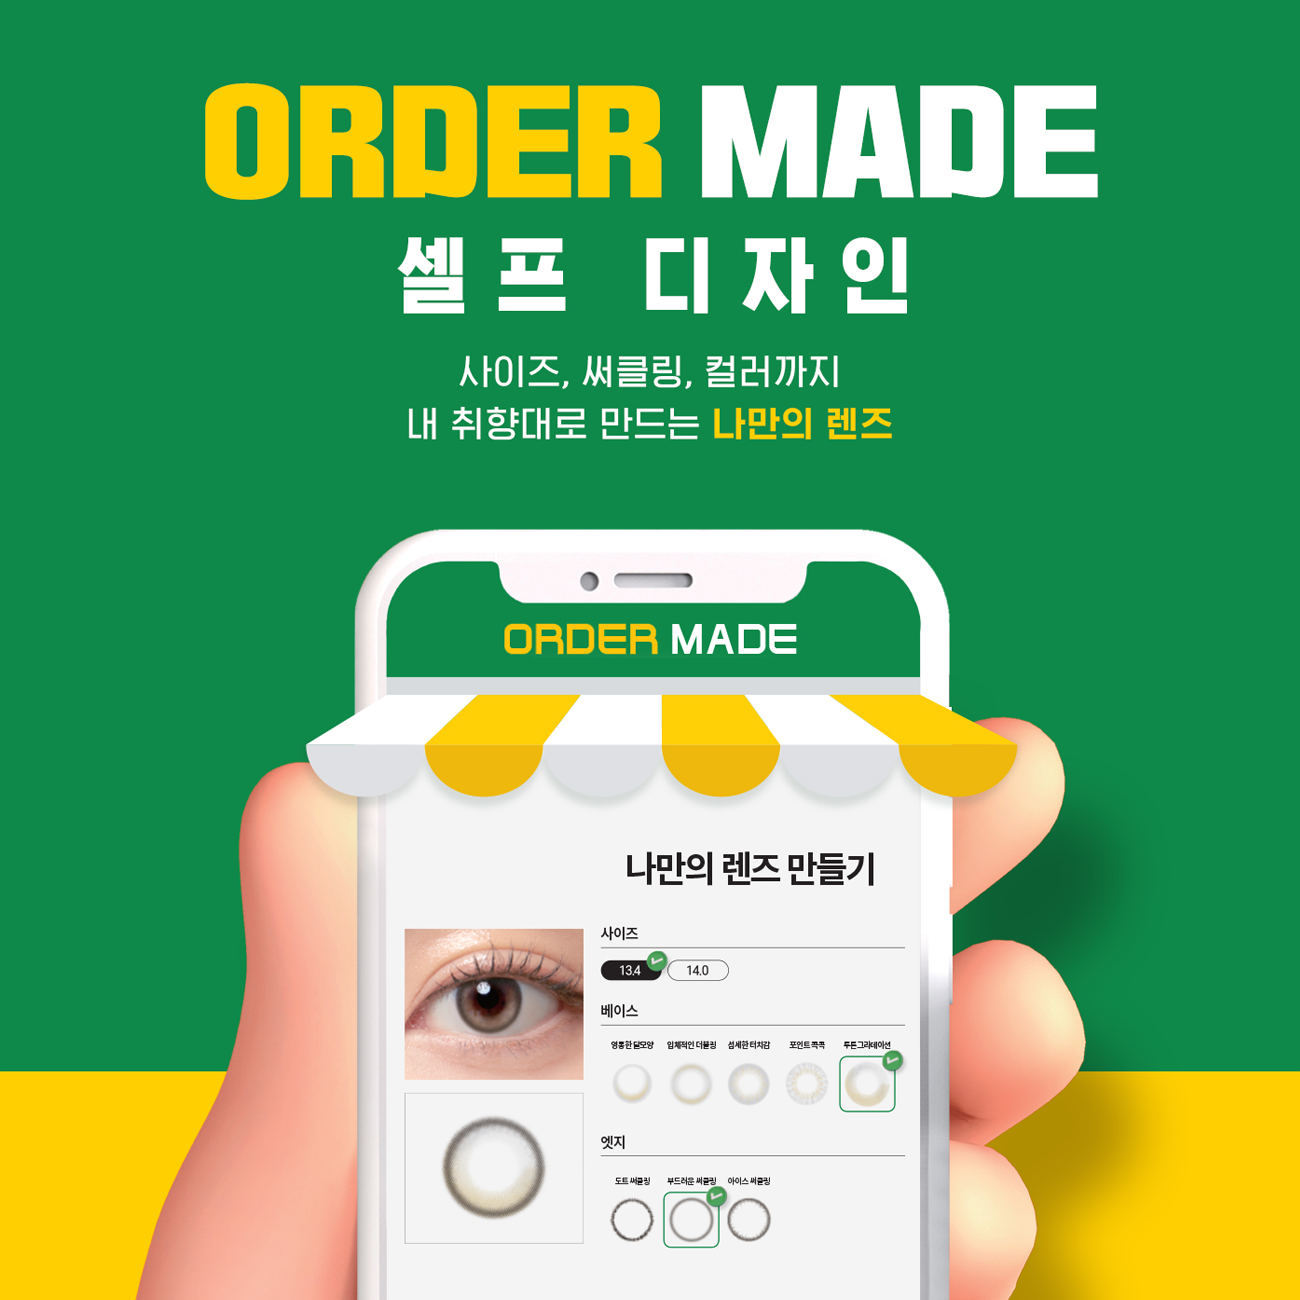 ORDER MADE
셀프 디자인
사이즈, 써클링, 컬러까지
내 취향대로 만드는 나만의 렌즈
ORDER MADE
나만의 렌즈 만들기
사이즈
13.4 14.0
베이스
영롱한 달모양 입체적인 더블링 섬세한 터치감 포인트 콕콕 투톤그라데이션
엣지
도트 써클링 부드러운 써클링 아이스 써클링